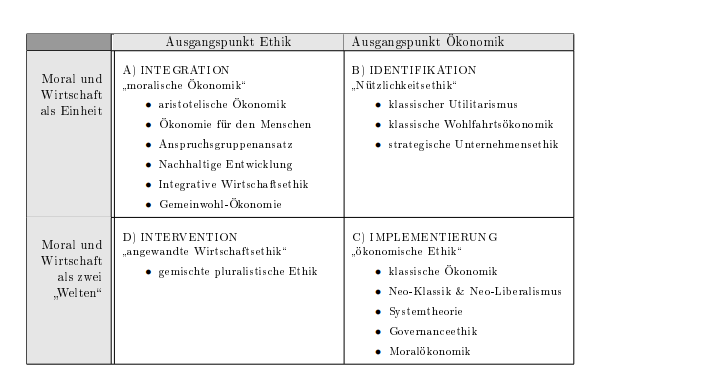 Ausgangspunkt Ethik
Ausgangspunkt Ökonomik
Moral und
Wirtschaft
als Einheit
A) INTEGRATION
„moralische Ökonomik“
• aristotelische Ökonomik
• Ökonomie für den Menschen
• Anspruchsgruppenansatz
• Nachhaltige Entwicklung
• Integrative Wirtschaftsethik
• Gemeinwohl-Ökonomie
B) IDENTIFIKATION
„Nützlichkeitsethik“
• klassischer Utilitarismus
• klassische Wohlfahrtsökonomik
• strategische Unternehmensethik
Moral und
Wirtschaft
als zwei
„Welten“
D) INTERVENTION
„angewandte Wirtschaftsethik“
• gemischte pluralistische Ethik
C) IMPLEMENTIERUNG
„ökonomische Ethik“
• klassische Ökonomik
• Neo-Klassik & Neo-Liberalismus
• Systemtheorie
• Governanceethik
• Moralökonomik